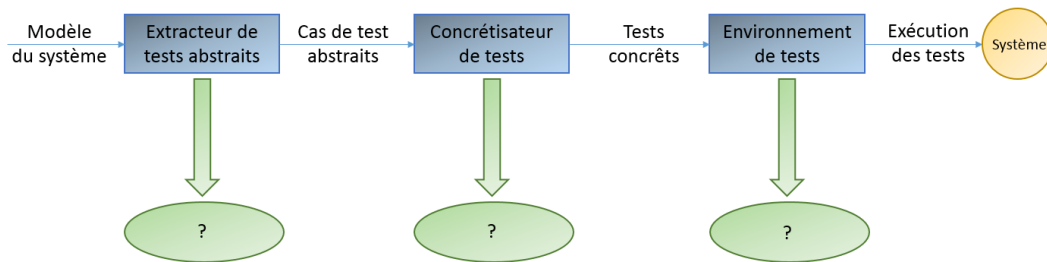 Modèle
du système
Extracteur de
tests abstraits
Cas de test
abstraits
Concrétisateur
de tests
Tests
concrêts
Environnement
de tests
Exécution
des tests
Système
?
?
?